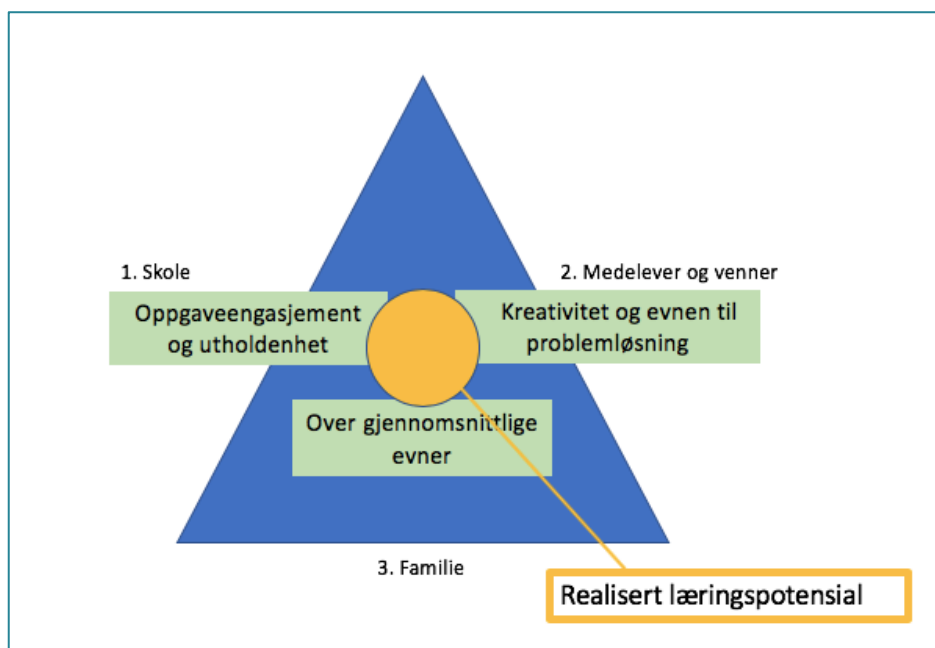 1. Skole
2. Medelever og venner
Oppgaveengasjement
og utholdenhet
Kreativitet og evnen til
problemløsning
Over gjennomsnittlige
evner
3. Familie
Realisert læringspotensial